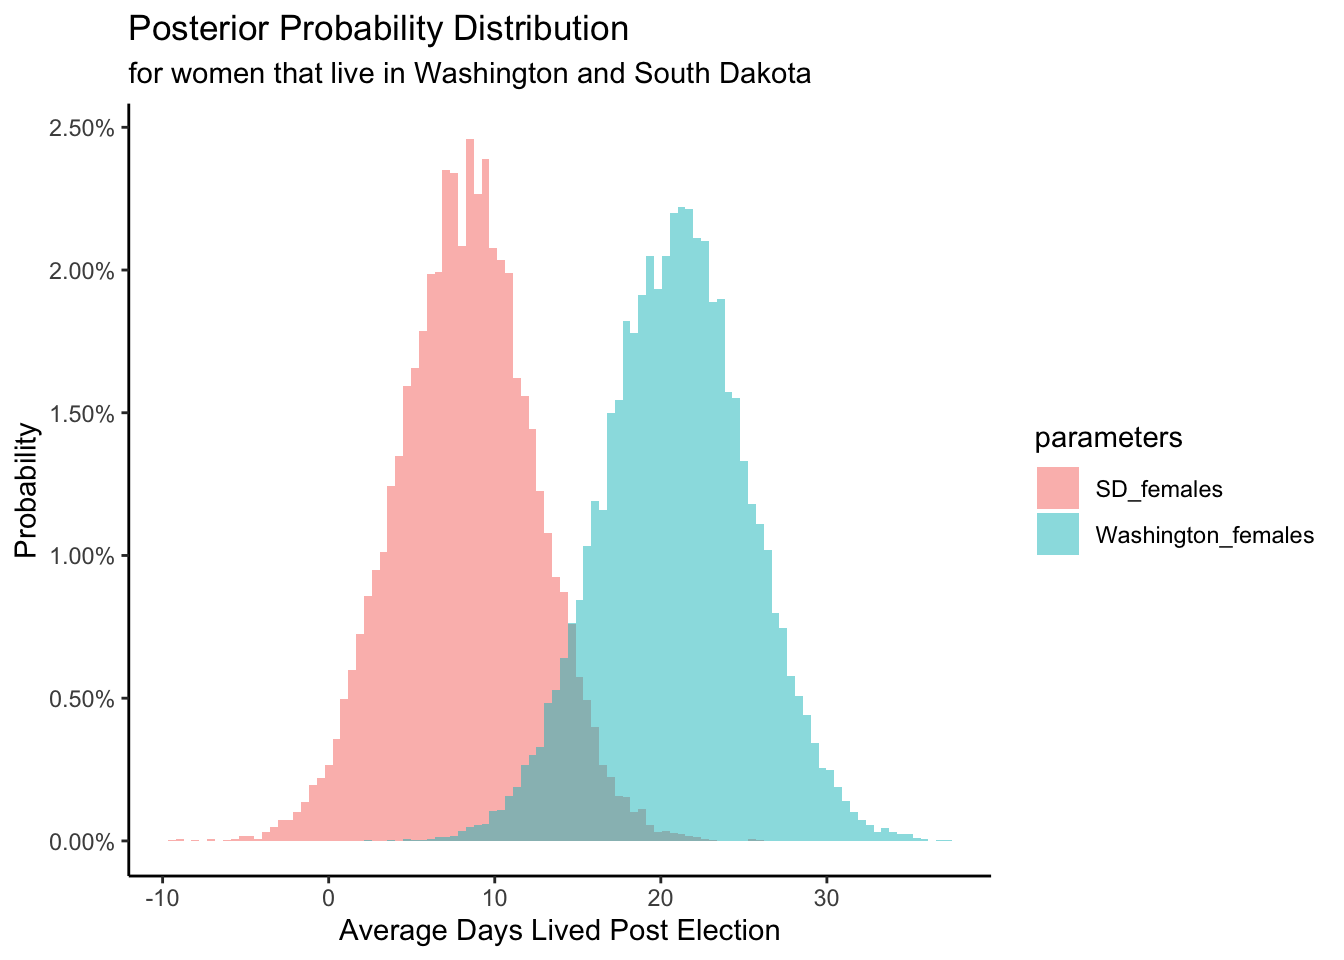 Posterior Probability Distribution
for women that live in Washington and South Dakota
2.50%
2.00%
1.50%
1.00%
0.50%
0.00%
Probability
-10 0 10 20 30
Average Days Lived Post Election
parameters
SD_females
Washington_females